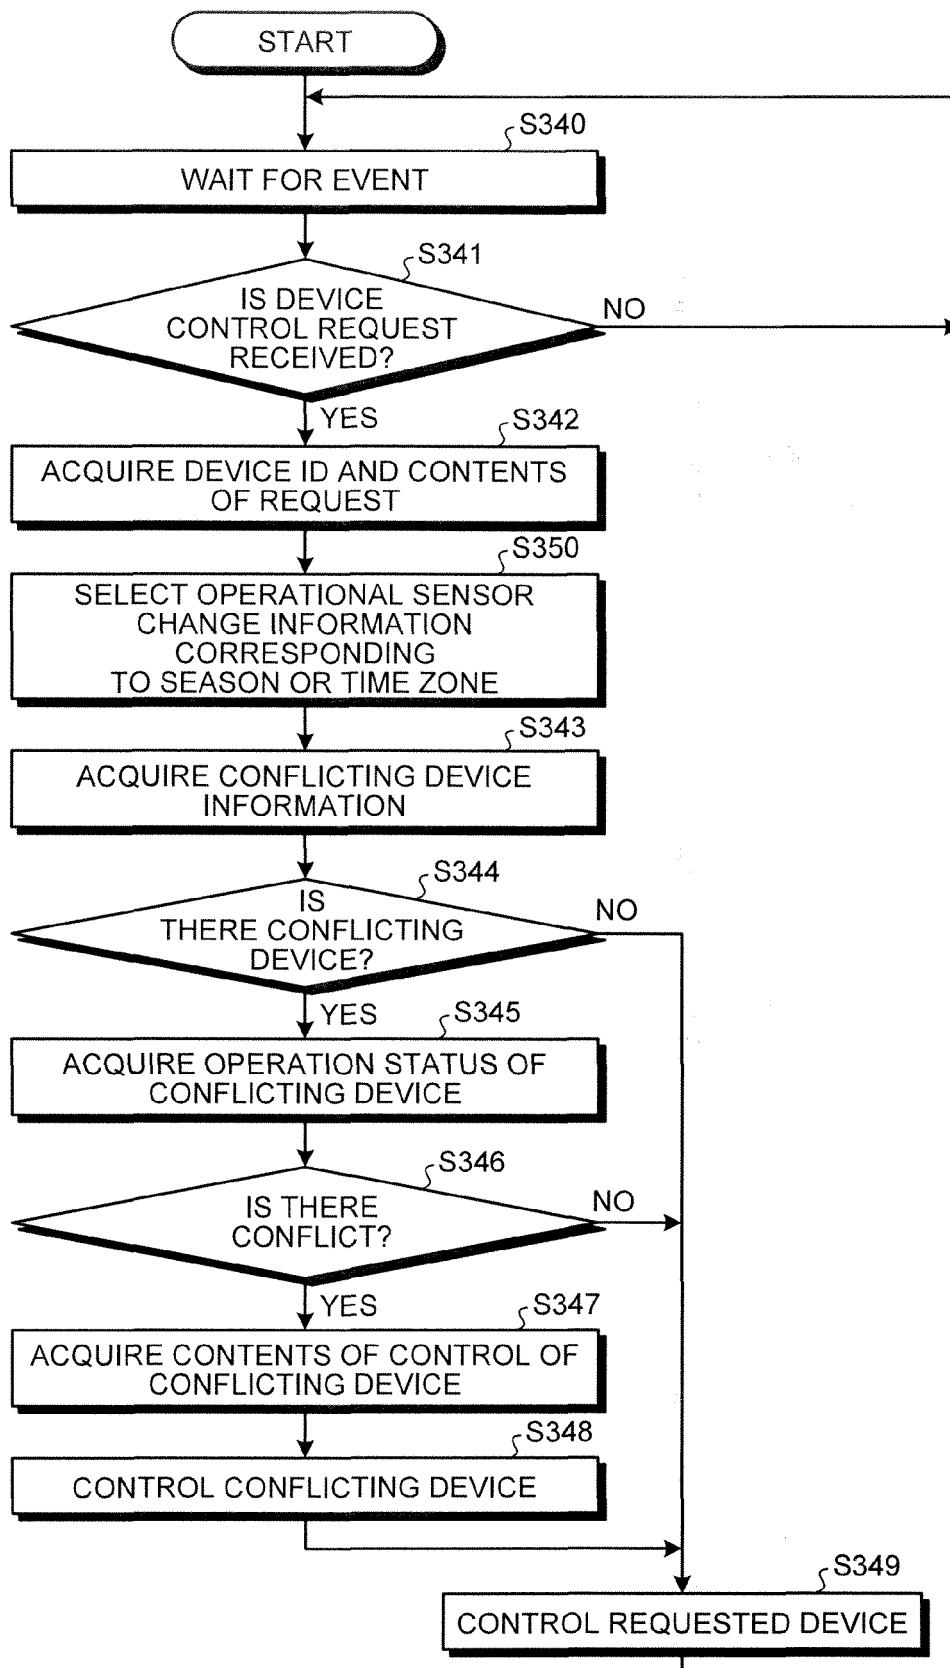 START
S340
WAIT FOR EVENT
S341
IS DEVICE
CONTROL REQUEST
RECEIVED?
NO
YES
S342
ACQUIRE DEVICE ID AND CONTENTS
OF REQUEST
S350
SELECT OPERATIONAL SENSOR
CHANGE INFORMATION
CORRESPONDING
TO SEASON OR TIME ZONE
S343
ACQUIRE CONFLICTING DEVICE
INFORMATION
S344
IS
THERE CONFLICTING
DEVICE?
NO
YES
S345
ACQUIRE OPERATION STATUS OF
CONFLICTING DEVICE
S346
IS THERE
CONFLICT?
NO
YES
S347
ACQUIRE CONTENTS OF CONTROL OF
CONFLICTING DEVICE
S348
CONTROL CONFLICTING DEVICE
S349
CONTROL REQUESTED DEVICE